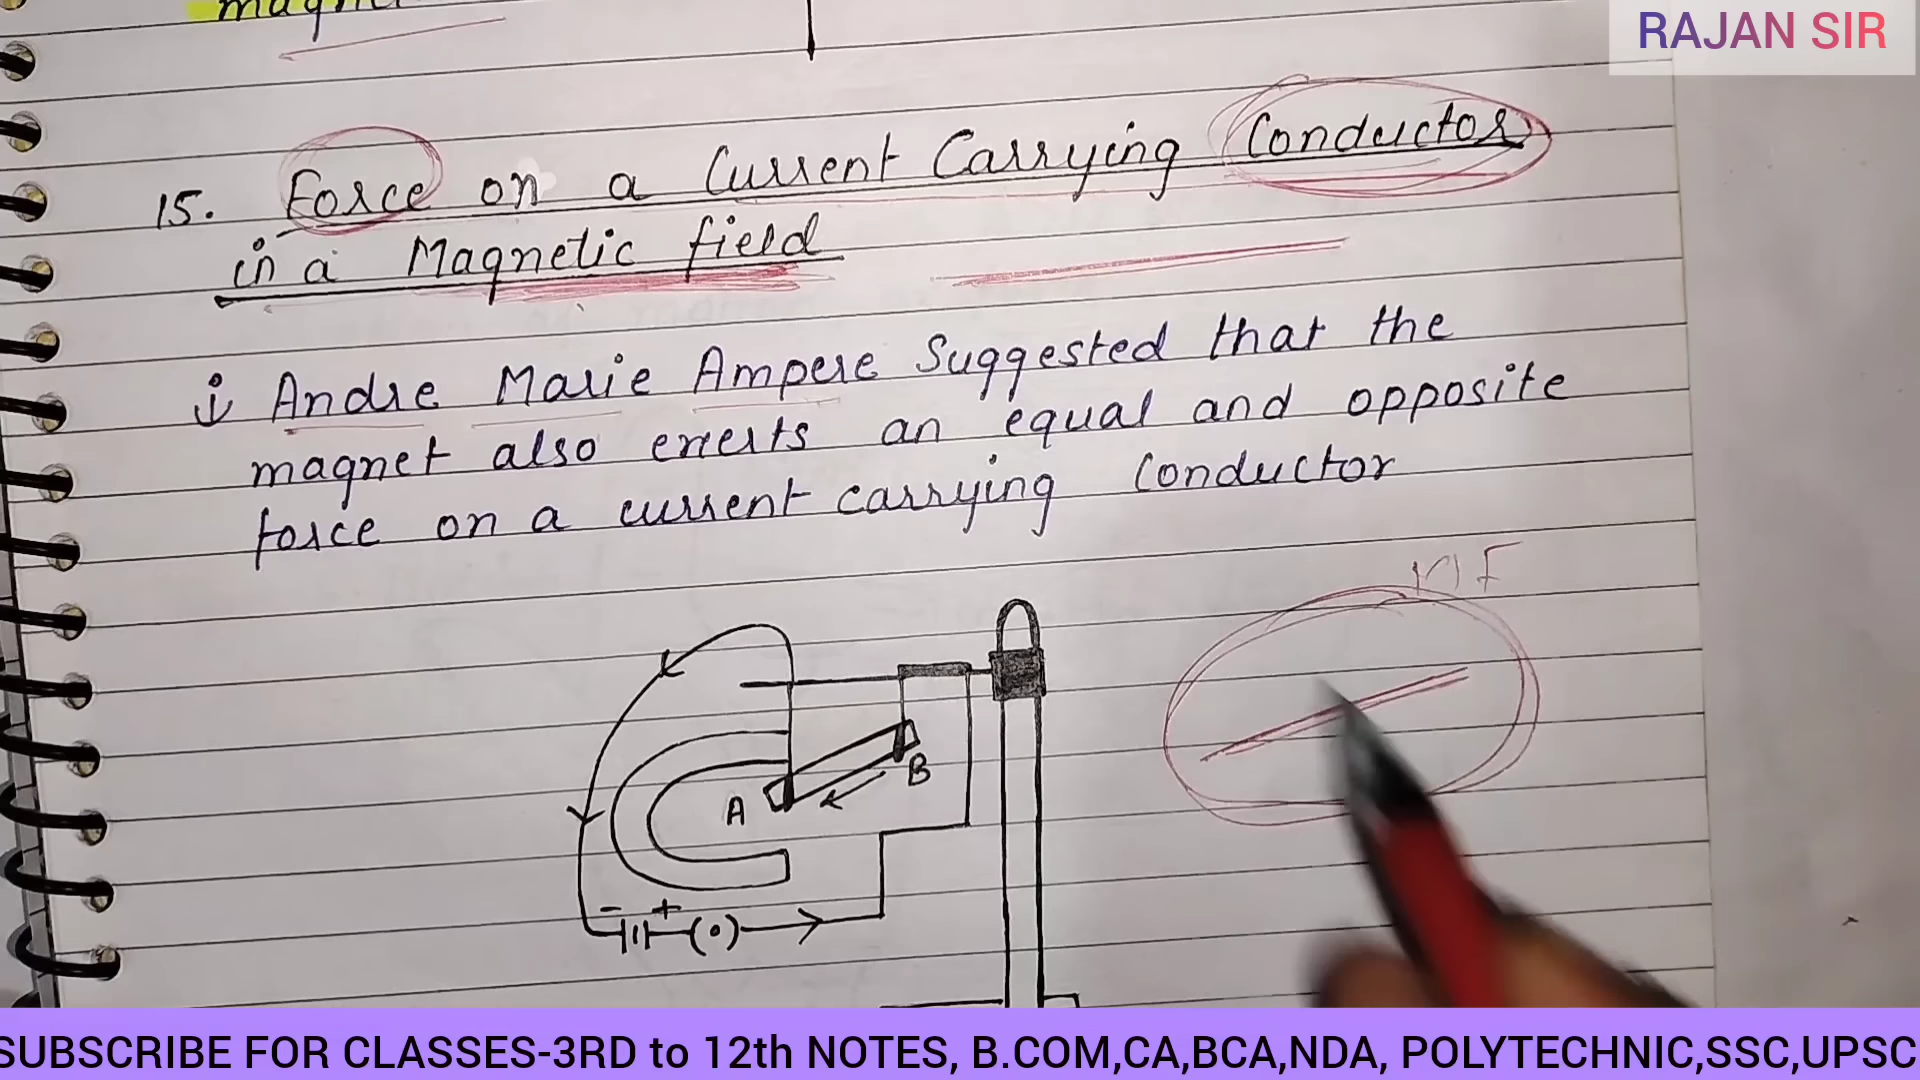 RAJAN SIR
15. Force on a Current Carrying Conductor
in a Magnetic field
i Andre Marie Ampere Suggested that the
magnet also exerts an equal and opposite
force on a current carrying Conductor
MF
A
B
- +
SUBSCRIBE FOR CLASSES-3RD to 12th NOTES, B.COM,CA,BCA,NDA, POLYTECHNIC,SSC,UPSC